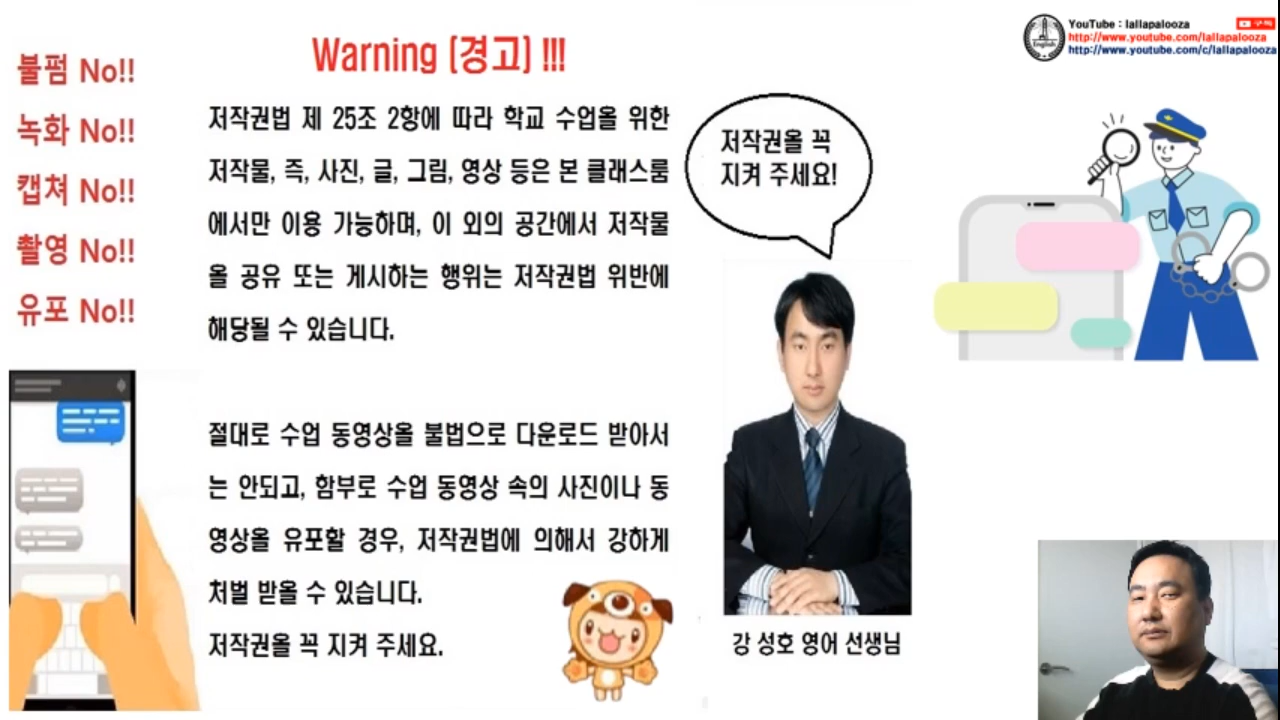 불펌 No!!
녹화 No!!
캡쳐 No!!
촬영 No!!
유포 No!!
Warning [경고] !!!
저작권법 제 25조 2항에 따라 학교 수업을 위한
저작물, 즉, 사진, 글, 그림, 영상 등은 본 클래스룸
에서만 이용 가능하며, 이 외의 공간에서 저작물
을 공유 또는 게시하는 행위는 저작권법 위반에
해당될 수 있습니다.
절대로 수업 동영상을 불법으로 다운로드 받아서
는 안되고, 함부로 수업 동영상 속의 사진이나 동
영상을 유포할 경우, 저작권법에 의해서 강하게
처벌 받을 수 있습니다.
저작권을 꼭 지켜 주세요.
저작권을 꼭
지켜 주세요!
강 성호 영어 선생님
English
YouTube : lallapalooza
구독
http://www.youtube.com/lallapalooza
http://www.youtube.com/c/lallapalooza